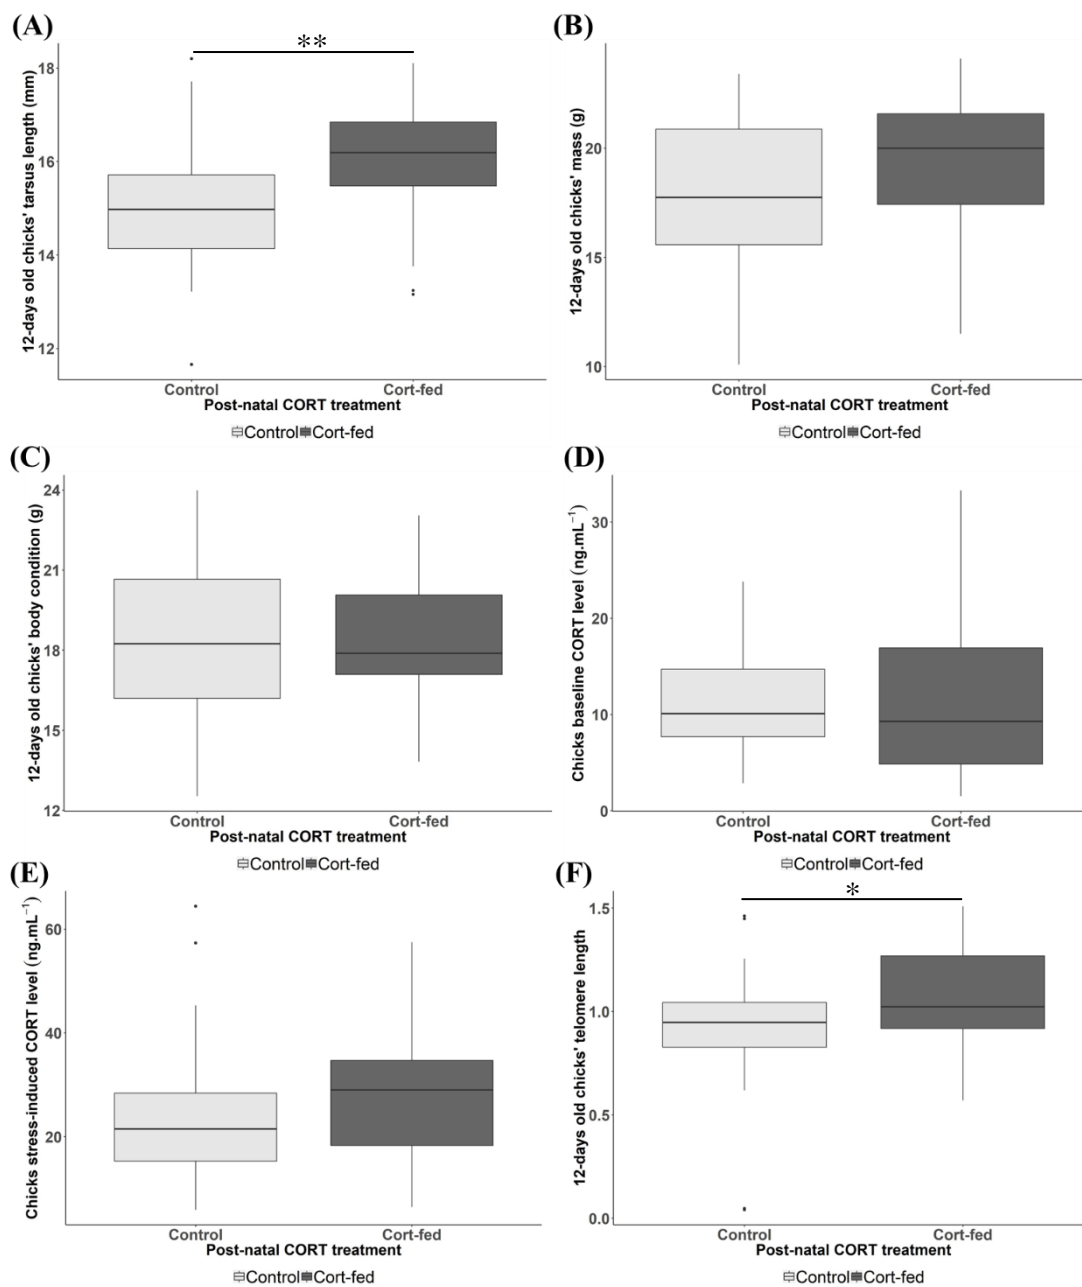 (A)
**
12-days old chicks' tarsus length (mm)
18
16
14
12
Control Cort-fed
Post-natal CORT treatment
Control Cort-fed
(B)
12-days old chicks' mass (g)
20
15
10
Control Cort-fed
Post-natal CORT treatment
Control Cort-fed
(C)
12-days old chicks' body condition (g)
24
21
18
15
12
Control Cort-fed
Post-natal CORT treatment
Control Cort-fed
(D)
Chicks baseline CORT level (ng.mL⁻¹)
30
20
10
0
Control Cort-fed
Post-natal CORT treatment
Control Cort-fed
(E)
Chicks stress-induced CORT level (ng.mL⁻¹)
60
40
20
Control Cort-fed
Post-natal CORT treatment
Control Cort-fed
(F)
*
12-days old chicks' telomere length
1.5
1.0
0.5
0.0
Control Cort-fed
Post-natal CORT treatment
Control Cort-fed